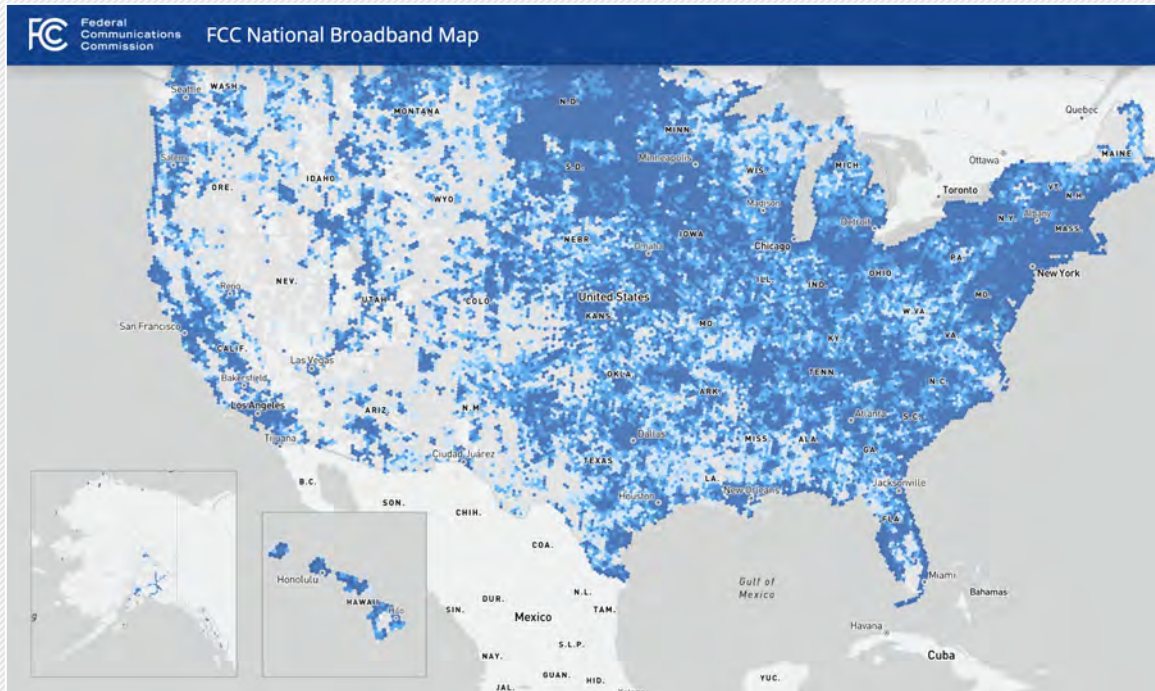 Federal
Communications
Commission
FCC National Broadband Map
Seattle
WASH.
MONTANA
N.D.
MINN.
Quebec
Ottawa
MAINE
Salem
ORE.
IDAHO
WYO.
S.D.
Minneapolis
WIS.
MICH.
Toronto
VT.
N.H.
Madison
Detroit
N.Y.
Albany
MASS.
NEBR.
Omaha
IOWA
Chicago
PA.
New York
Reno
NEV.
UTAH
COLO.
United States
ILL.
IND.
OHIO
MD.
San Francisco
KANS.
MO.
W.VA.
VA.
CALIF.
Las Vegas
KY.
Bakersfield
OKLA.
TENN.
N.C.
Los Angeles
ARIZ.
N.M.
ARK.
Atlanta
S.C.
Tijuana
Ciudad Juárez
Dallas
MISS.
ALA.
GA.
TEXAS
B.C.
SON.
CHIH.
Houston
LA.
New Orleans
Jacksonville
FLA.
COA.
Honolulu
HAWAII
Hilo
Gulf of
Mexico
Miami
Bahamas
SIN.
DUR.
N.L.
TAM.
Mexico
Havana
Cuba
S.L.P.
NAY.
GUAN.
HID.
JAL.
YUC.